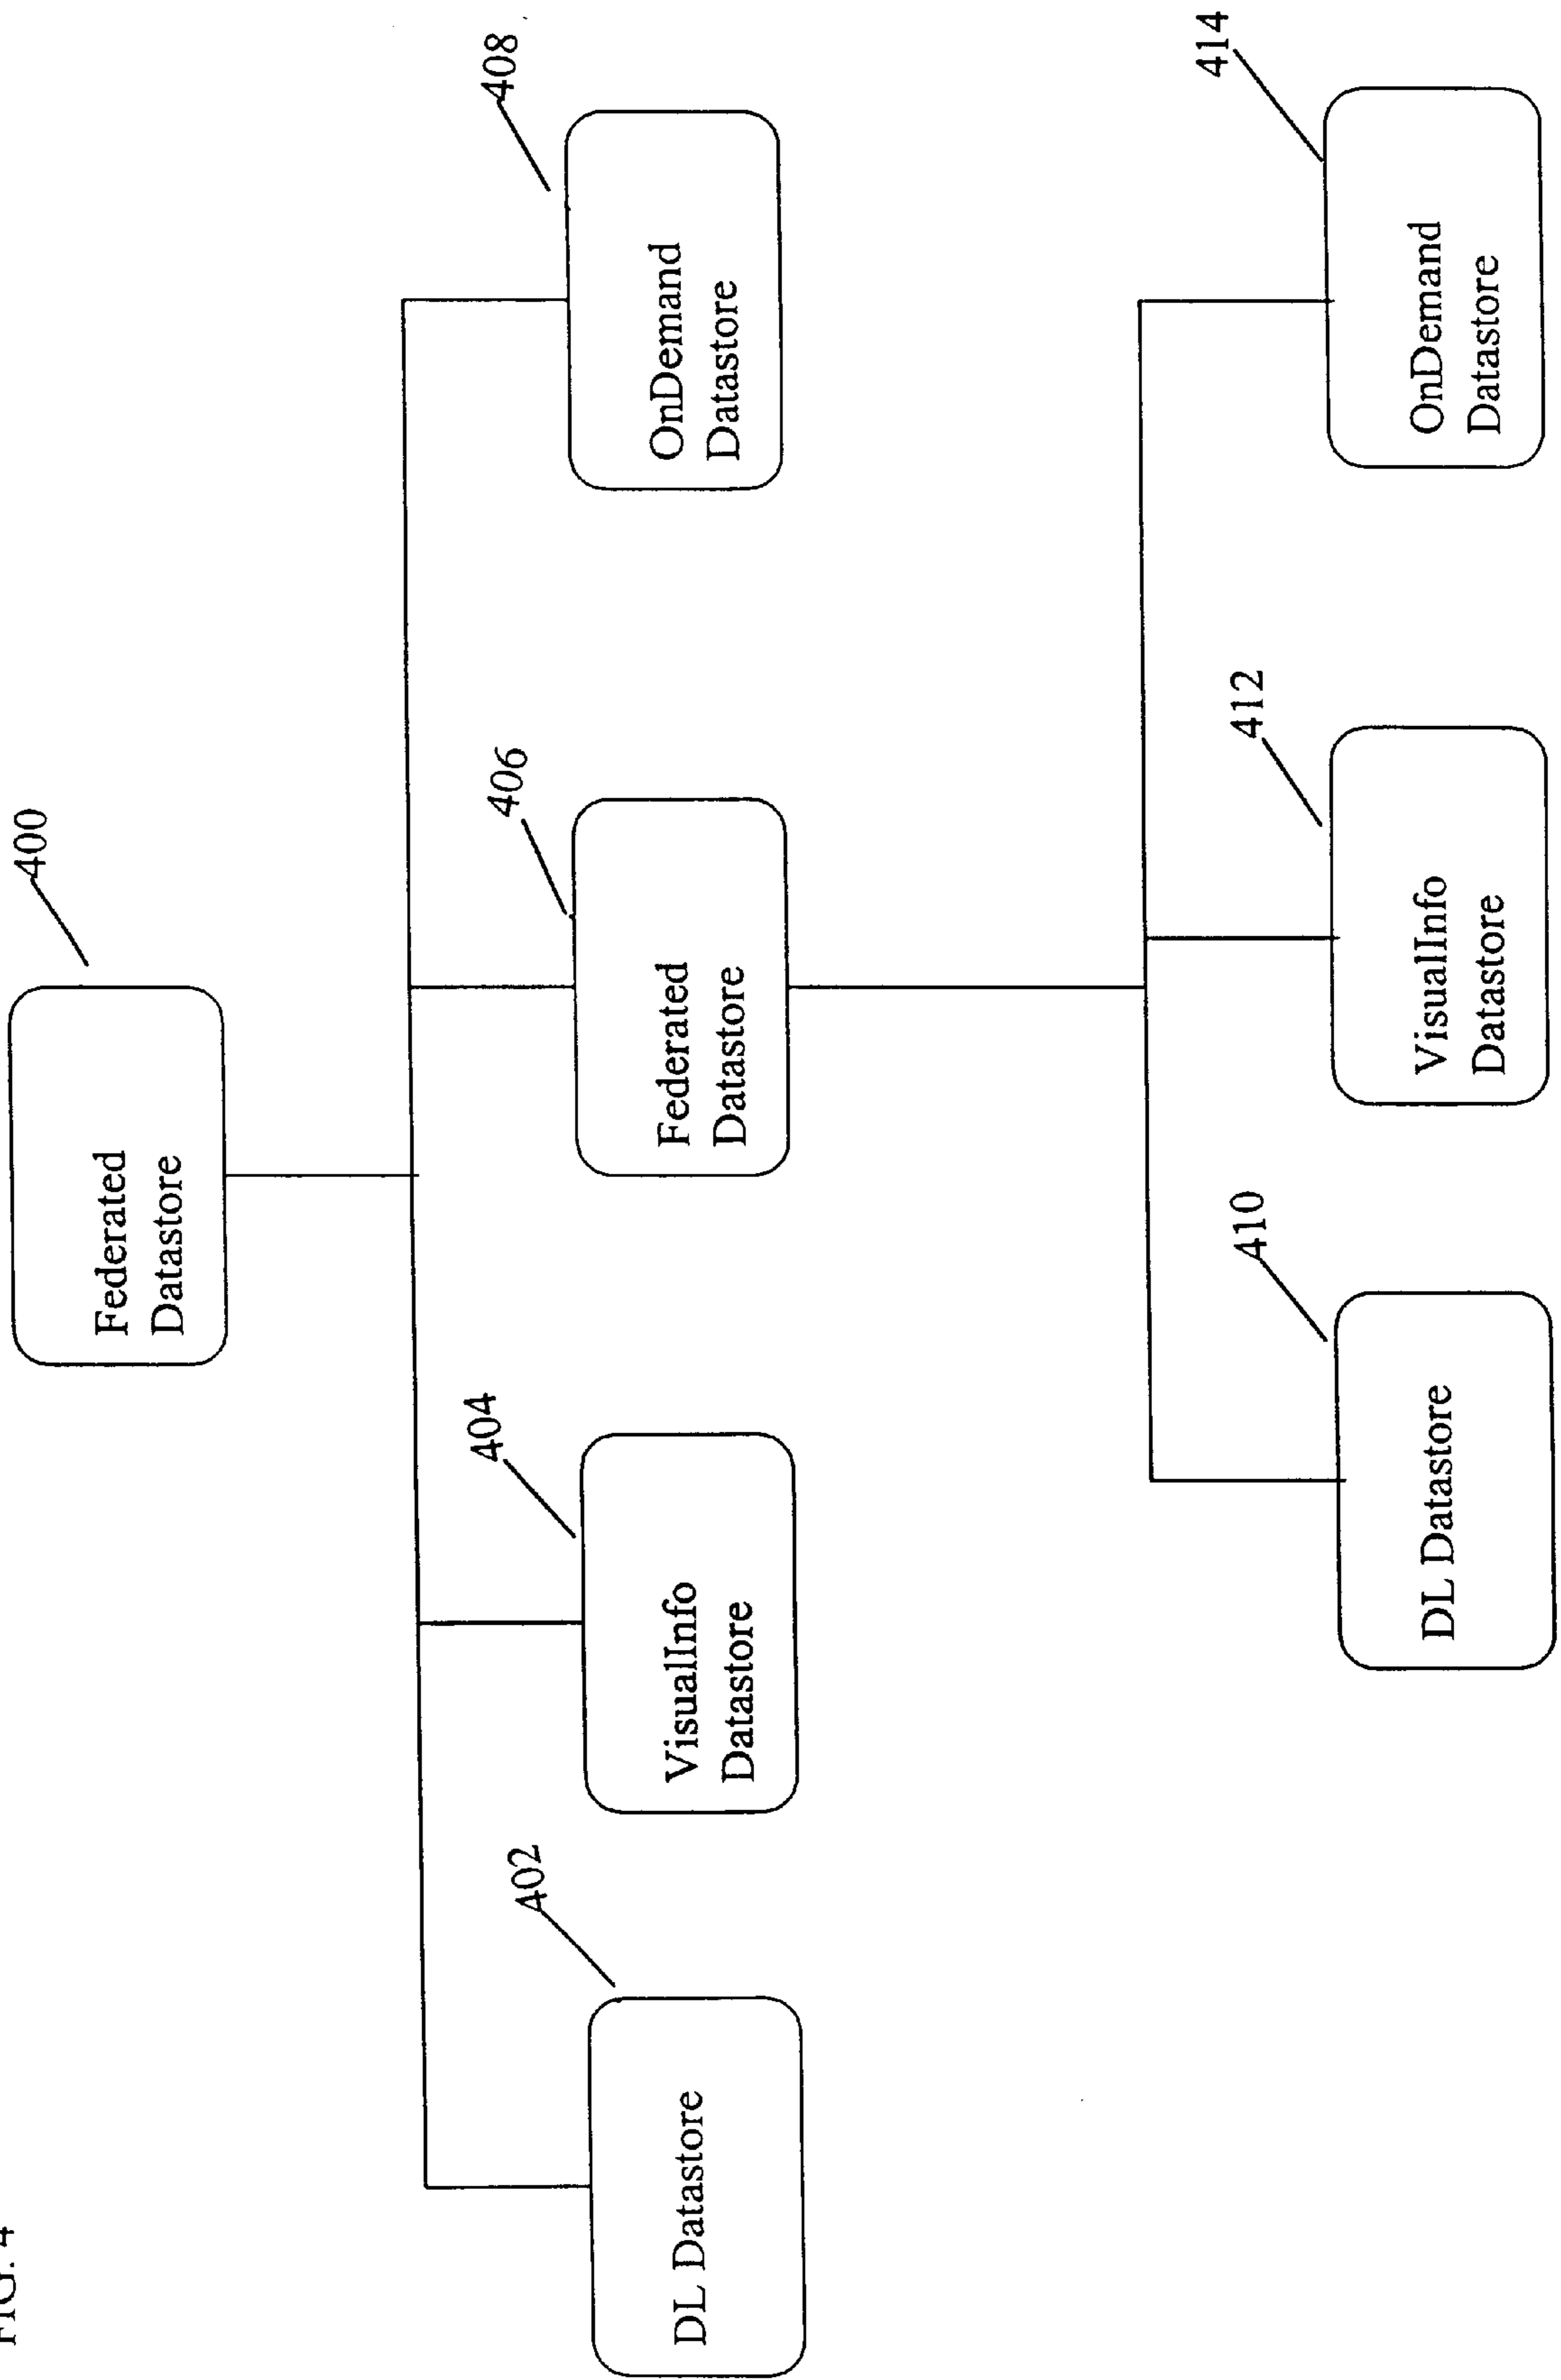 FIG. 4
400
Federated
Datastore
402
DL Datastore
404
VisualInfo
Datastore
406
Federated
Datastore
408
OnDemand
Datastore
410
DL Datastore
412
VisualInfo
Datastore
414
OnDemand
Datastore